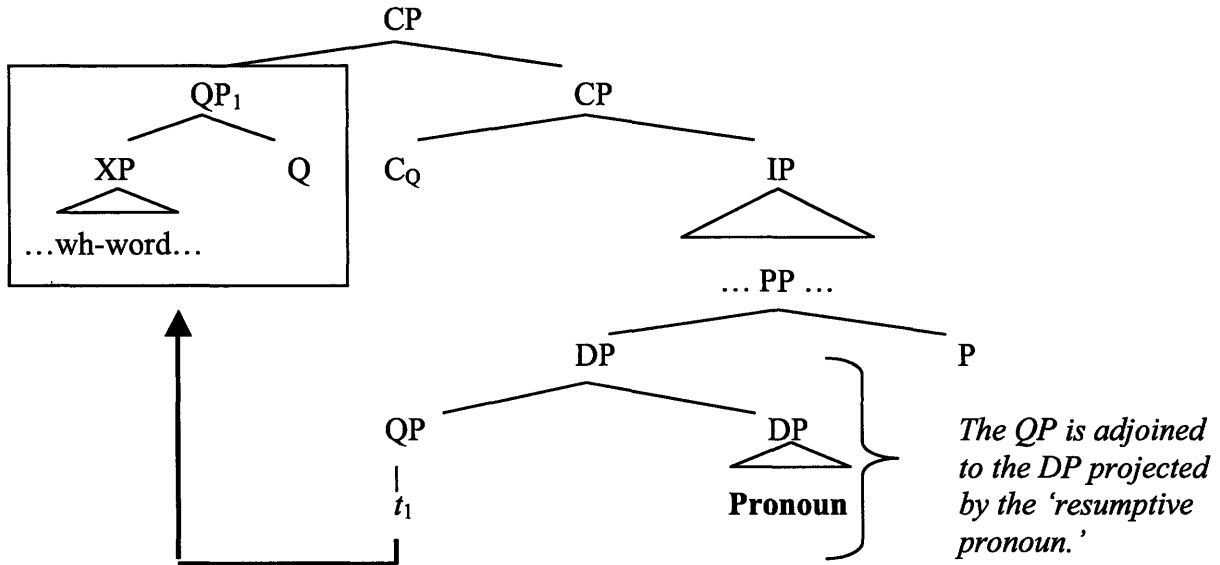 CP
QP₁ CP
XP Q C_Q IP
…wh-word…
… PP …
DP P
QP DP
t₁ Pronoun
The QP is adjoined
to the DP projected
by the ‘resumptive
pronoun.’